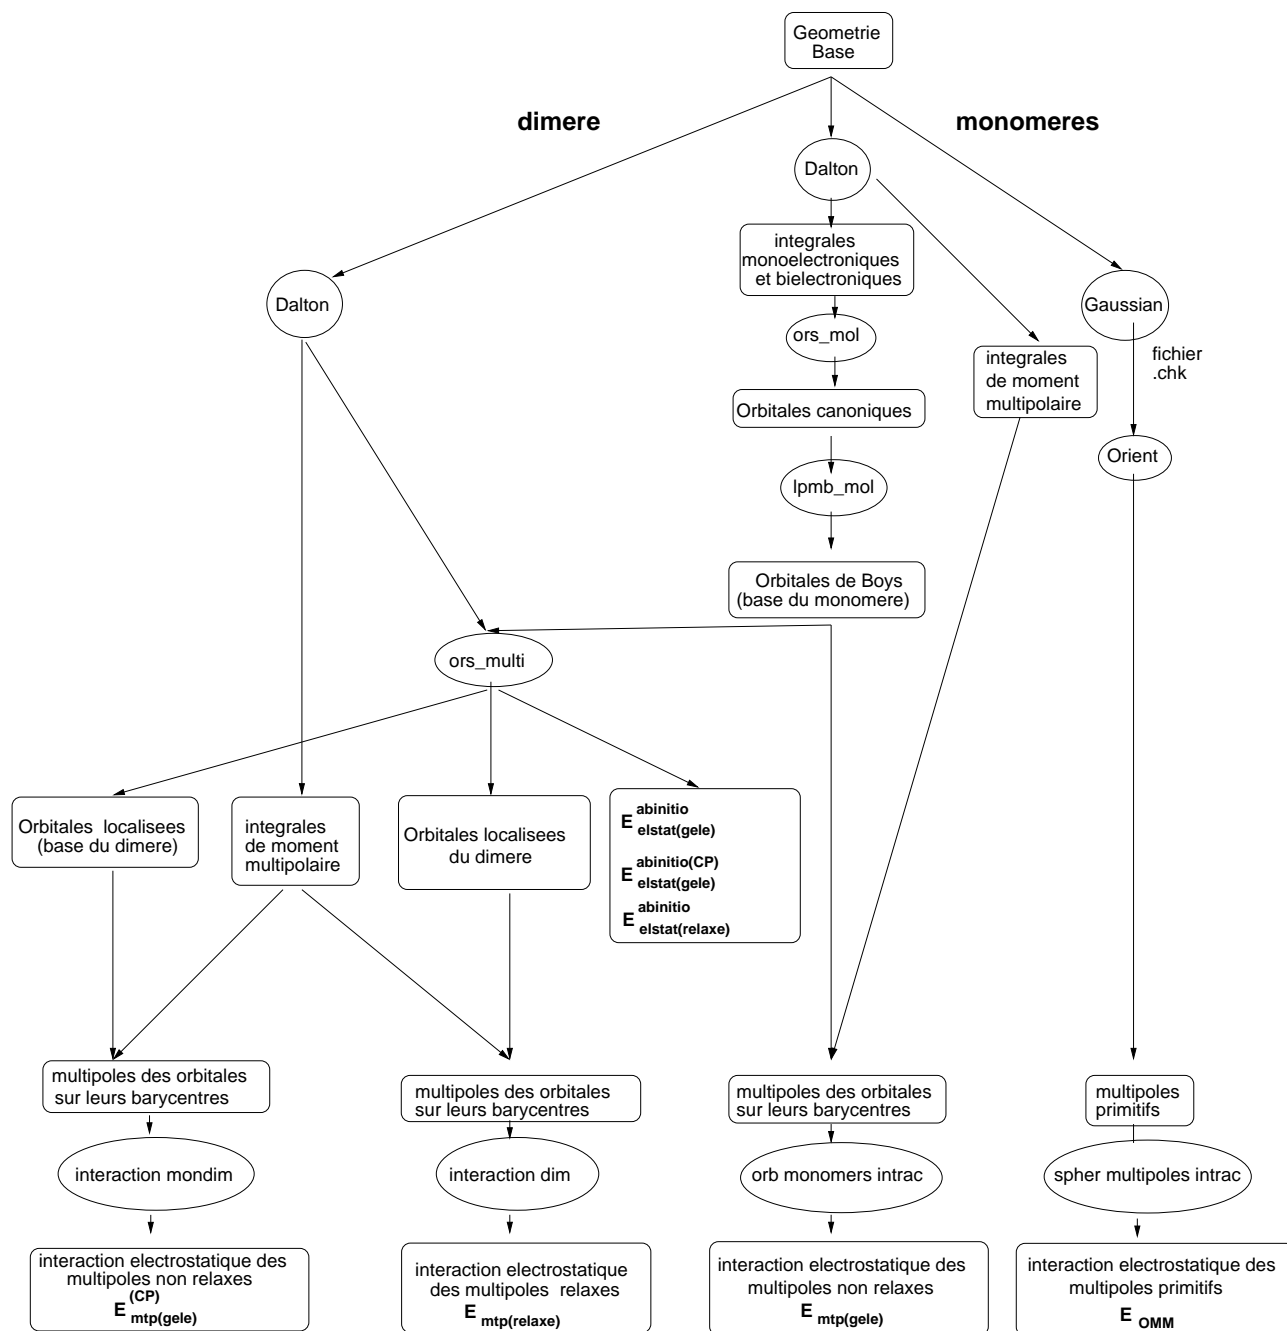 Geometrie
Base
dimere
monomeres
Dalton
integrales
monoelectroniques
et bielectroniques
Dalton
Gaussian
fichier
.chk
ors_mol
integrales
de moment
multipolaire
Orbitales canoniques
Orient
lpmb_mol
Orbitales de Boys
(base du monomere)
ors_multi
Orbitales localisees
(base du dimere)
integrales
de moment
multipolaire
Orbitales localisees
du dimere
E abinitio elstat(gele)
E abinitio(CP) elstat(gele)
E abinitio elstat(relaxe)
multipoles des orbitales
sur leurs barycentres
multipoles des orbitales
sur leurs barycentres
multipoles des orbitales
sur leurs barycentres
multipoles
primitifs
interaction mondim
interaction dim
orb monomers intrac
spher multipoles intrac
interaction electrostatique des
multipoles non relaxes
E (CP) mtp(gele)
interaction electrostatique
des multipoles relaxes
E mtp(relaxe)
interaction electrostatique des
multipoles non relaxes
E mtp(gele)
interaction electrostatique des
multipoles primitifs
E OMM